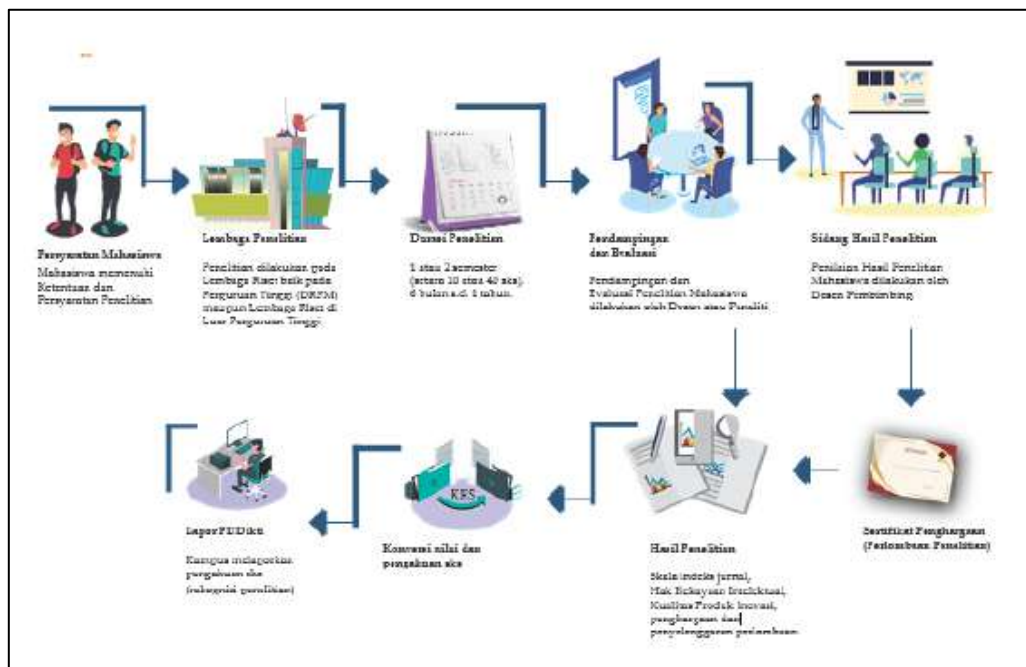 Persyaratan Mahasiswa
Mahasiswa memenuhi
Ketentuan dan
Persyaratan Penelitian
Lembaga Penelitian
Penelitian dilakukan pada
Lembaga Riset baik pada
Perguruan Tinggi (DRPM)
maupun Lembaga Riset di
Luar Perguruan Tinggi
Durasi Penelitian
1 atau 2 semester
(setara 20 atau 40 sks),
6 bulan s.d. 1 tahun.
Pendampingan
dan Evaluasi
Pendampingan dan
Evaluasi Penelitian Mahasiswa
dilakukan oleh Dosen atau Peneliti
Sidang Hasil Penelitian
Penilaian Hasil Penelitian
Mahasiswa dilakukan oleh
Dosen Pembimbing
Lapor PDDikti
Kampus melaporkan
pengakuan sks
(rekognisi penelitian)
KRS
Konversi nilai dan
pengakuan sks
Hasil Penelitian
Skala indeks jurnal,
Hak Kekayaan Intelektual,
Kualitas Produk Inovasi,
penghargaan dari
penyelenggaraan perlombaan
Sertifikat Penghargaan
(Perlombaan Penelitian)